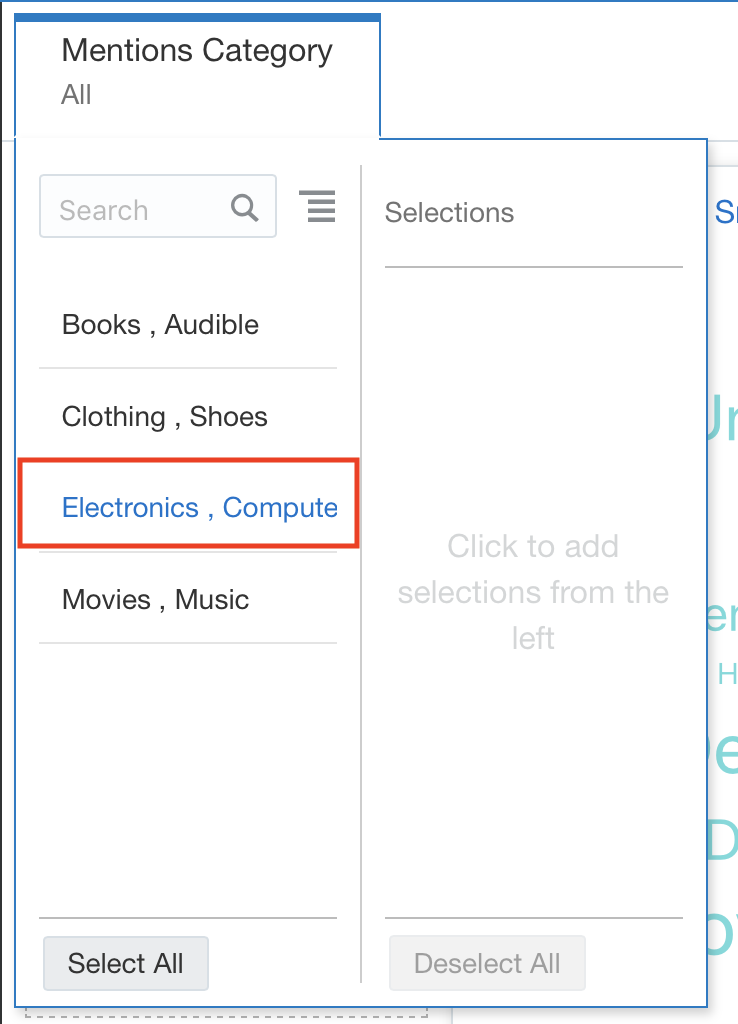 Mentions Category
All
Search
Selections
Books , Audible
Clothing , Shoes
Electronics , Compute
Movies , Music
Click to add
selections from the
left
Select All
Deselect All